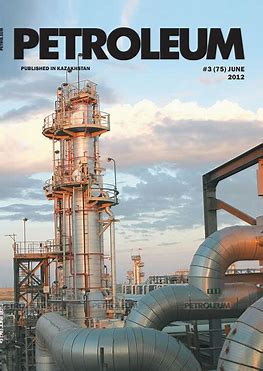 PETROLEUM
PUBLISHED IN KAZAKHSTAN
#3 (75) JUNE
2012
PETROLEUM